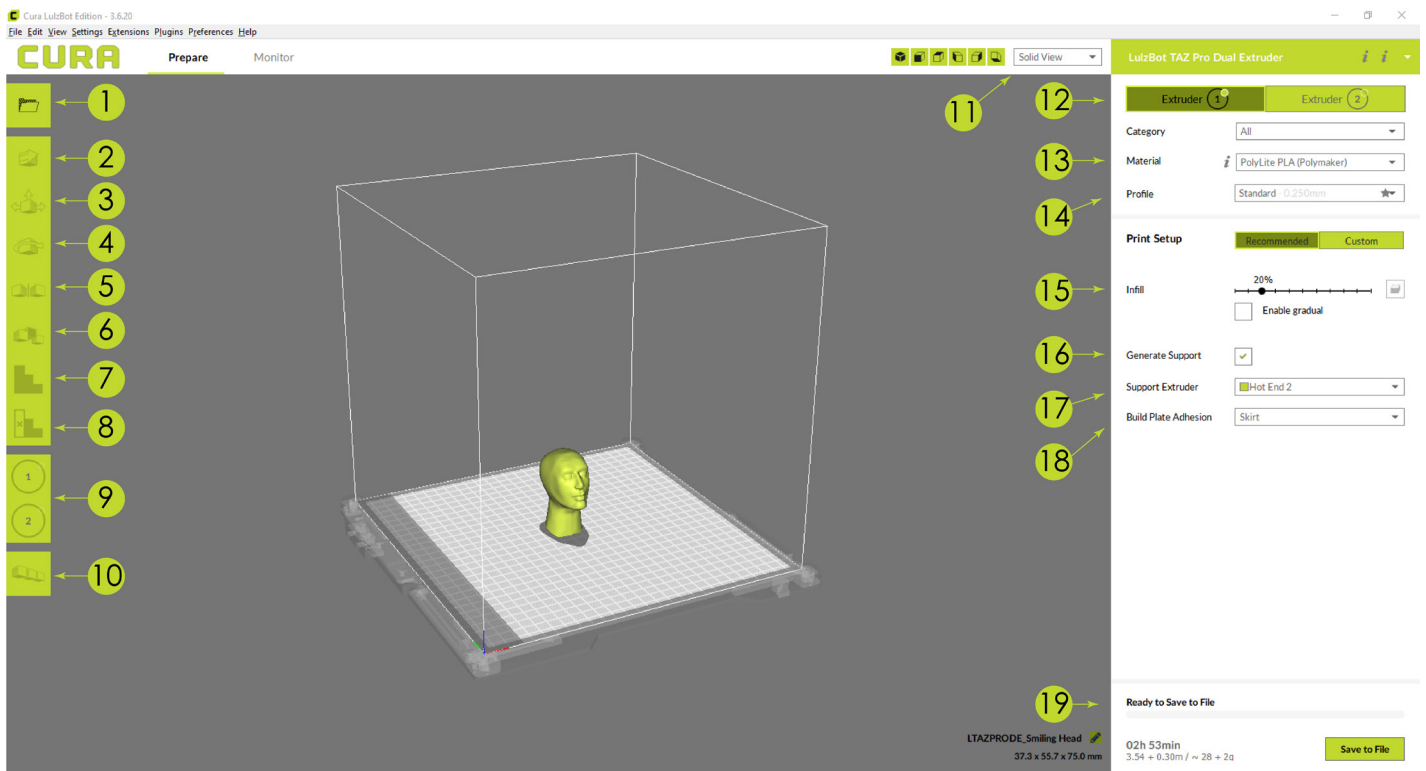 Cura LulzBot Edition - 3.6.20
File Edit View Settings Extensions Plugins Preferences Help
CURA
Prepare Monitor
Solid View
LulzBot TAZ Pro Dual Extruder i i
1
2
3
4
5
6
7
8
9
1
2
10
11
12
Extruder 1 Extruder 2
Category All
13
Material i PolyLite PLA (Polymaker)
14
Profile Standard - 0.250mm
Print Setup Recommended Custom
15
Infill 20%
Enable gradual
16
Generate Support
17
Support Extruder Hot End 2
18
Build Plate Adhesion Skirt
19
Ready to Save to File
LTAZPRODE_Smiling Head
37.3 x 55.7 x 75.0 mm
02h 53min
3.54 + 0.30m / ~ 28 + 2g
Save to File